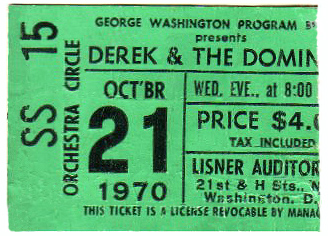 SS 15
ORCHESTRA CIRCLE
GEORGE WASHINGTON PROGRAM
presents
DEREK & THE DOMIN
OCT'BR
21
1970
WED. EVE., at 8:00
PRICE $4.
TAX INCLUDED
LISNER AUDITOR
21st & H Sts.,
Washington, D.
THIS TICKET IS A LICENSE REVOCABLE BY MANAG